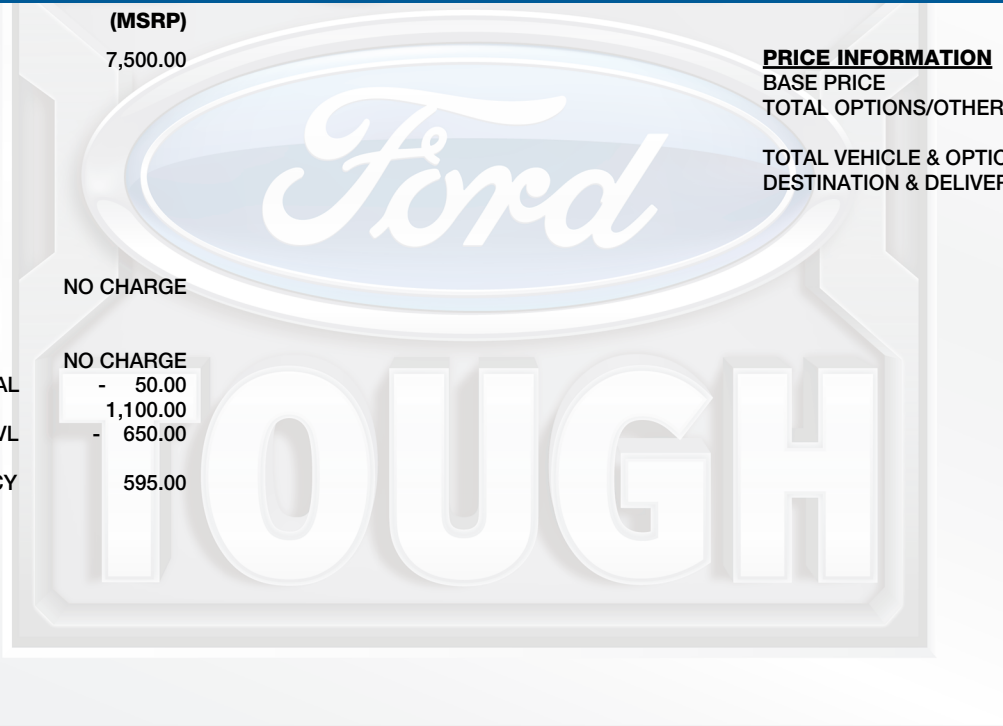 (MSRP)
7,500.00
NO CHARGE
NO CHARGE
AL - 50.00
1,100.00
VL - 650.00
CY 595.00
PRICE INFORMATION
BASE PRICE
TOTAL OPTIONS/OTHER
TOTAL VEHICLE & OPTIO
DESTINATION & DELIVER
Ford
TOUGH